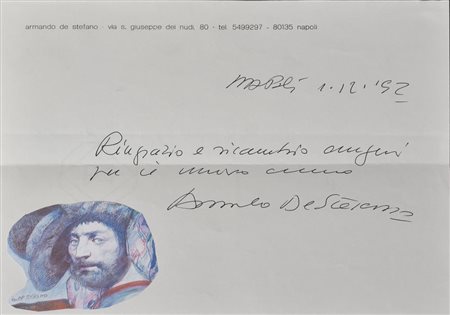 armando de stefano - via s. giuseppe dei nudi, 80 - tel. 5499297 - 80135 napoli
Napoli 1.12.'92
Ringrazio e ricambio auguri
per il nuovo anno
Armando De Stefano